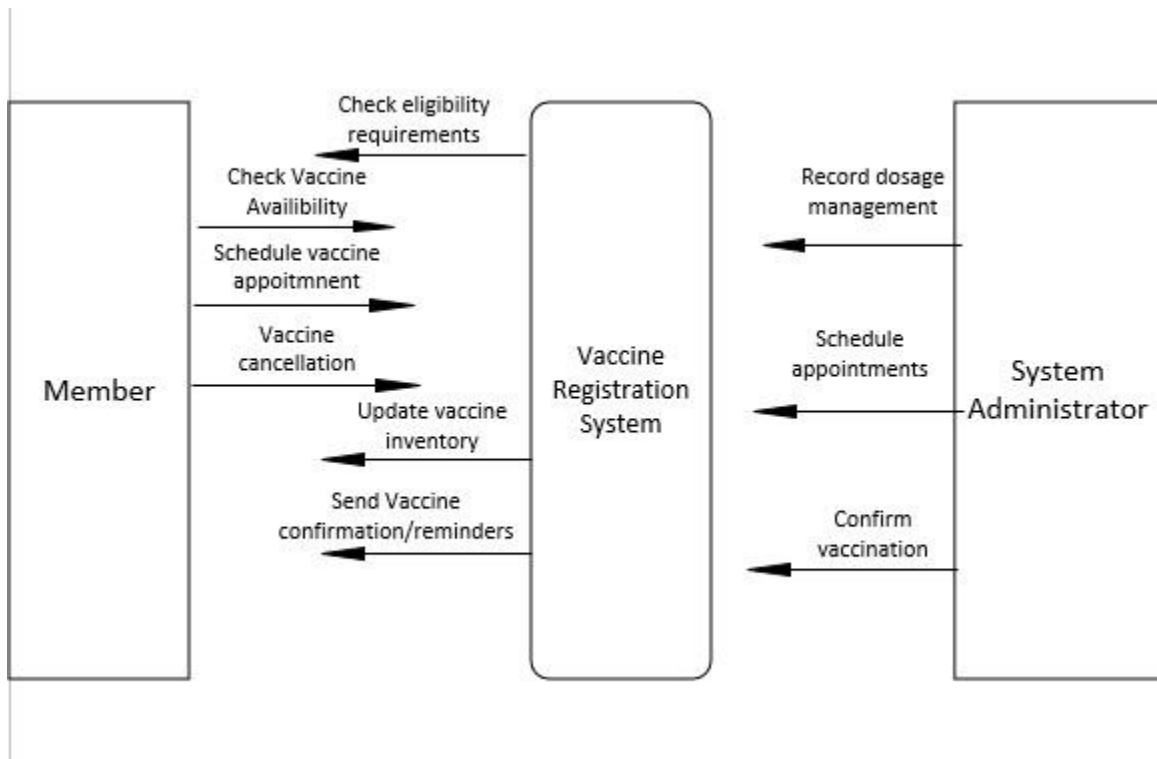 Check eligibility
requirements
Check Vaccine
Availibility
Schedule vaccine
appoitmnent
Vaccine
cancellation
Update vaccine
inventory
Send Vaccine
confirmation/reminders
Member
Vaccine
Registration
System
Record dosage
management
Schedule
appointments
Confirm
vaccination
System
Administrator